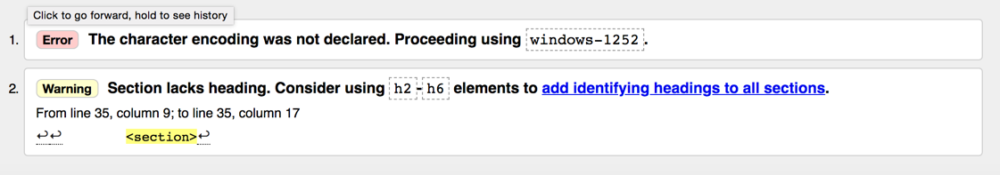 Click to go forward, hold to see history
1. Error The character encoding was not declared. Proceeding using windows-1252.
2. Warning Section lacks heading. Consider using h2-h6 elements to add identifying headings to all sections.
From line 35, column 9; to line 35, column 17
↩↩ <section>↩